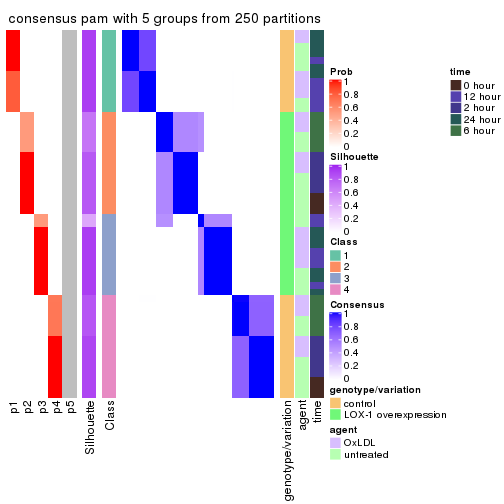 consensus pam with 5 groups from 250 partitions
p1
p2
p3
p4
p5
Silhouette
Class
genotype/variation
agent
time
Prob
1
0.8
0.6
0.4
0.2
0
Silhouette
1
0.8
0.6
0.4
0.2
0
Class
1
2
3
4
Consensus
1
0.8
0.6
0.4
0.2
0
genotype/variation
control
LOX-1 overexpression
agent
OxLDL
untreated
time
0 hour
12 hour
2 hour
24 hour
6 hour